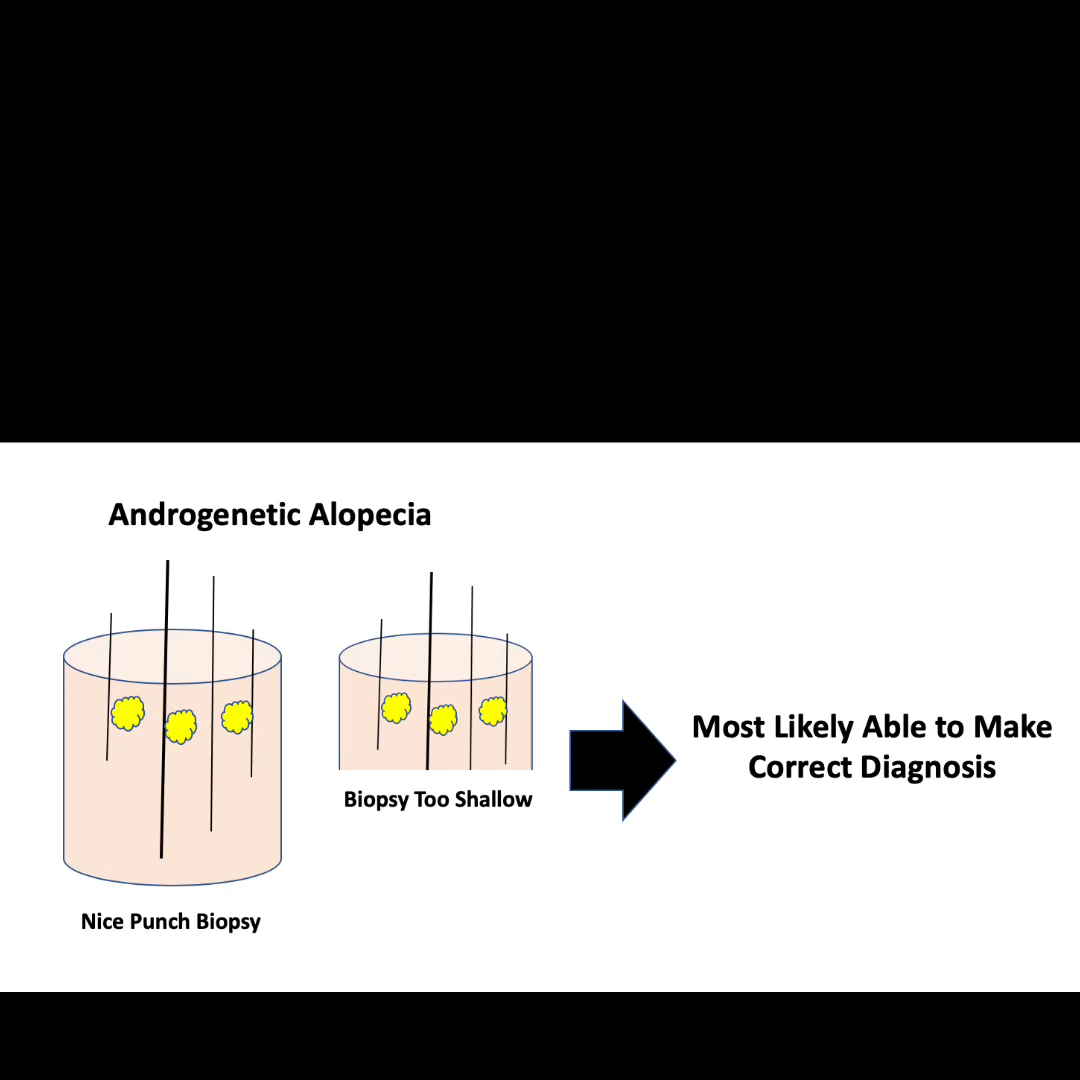 Androgenetic Alopecia
Most Likely Able to Make
Correct Diagnosis
Biopsy Too Shallow
Nice Punch Biopsy